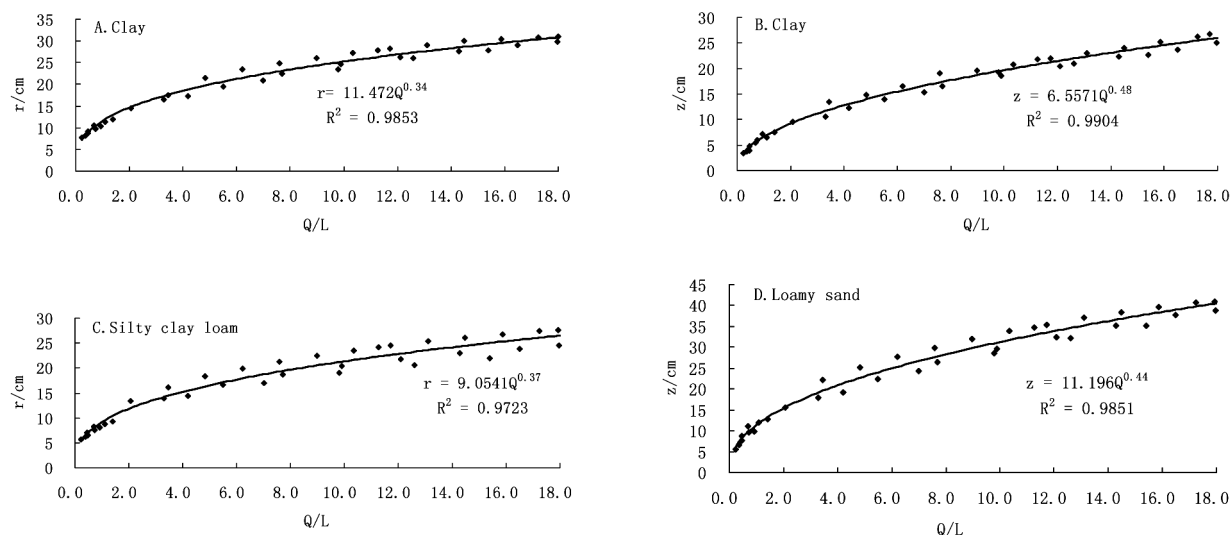 A.Clay
r/cm
35
30
25
20
15
10
5
0
r= 11.472Q^0.34
R² = 0.9853
0.0 2.0 4.0 6.0 8.0 10.0 12.0 14.0 16.0 18.0
Q/L
B.Clay
z/cm
35
30
25
20
15
10
5
0
z = 6.5571Q^0.48
R² = 0.9904
0.0 2.0 4.0 6.0 8.0 10.0 12.0 14.0 16.0 18.0
Q/L
C.Silty clay loam
r/cm
30
25
20
15
10
5
0
r = 9.0541Q^0.37
R² = 0.9723
0.0 2.0 4.0 6.0 8.0 10.0 12.0 14.0 16.0 18.0
Q/L
D.Loamy sand
z/cm
45
40
35
30
25
20
15
10
5
0
z = 11.196Q^0.44
R² = 0.9851
0.0 2.0 4.0 6.0 8.0 10.0 12.0 14.0 16.0 18.0
Q/L